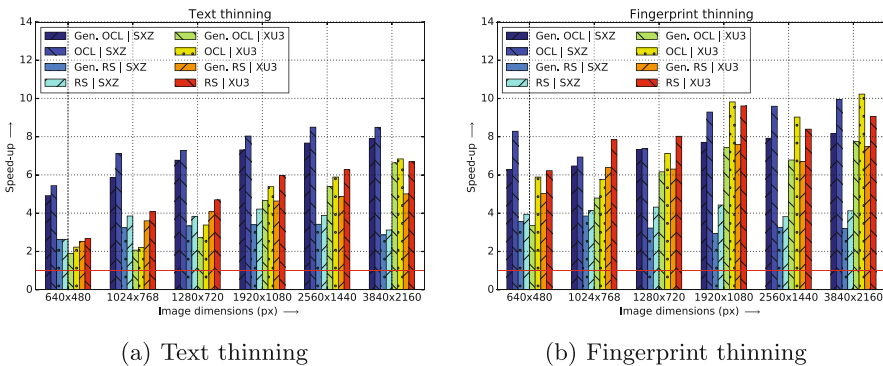 Text thinning
14
12
10
8
6
4
2
0
Speed-up →
Gen. OCL | SXZ
OCL | SXZ
Gen. RS | SXZ
RS | SXZ
Gen. OCL | XU3
OCL | XU3
Gen. RS | XU3
RS | XU3
640x480 1024x768 1280x720 1920x1080 2560x1440 3840x2160
Image dimensions (px) →
(a) Text thinning
Fingerprint thinning
14
12
10
8
6
4
2
0
Speed-up →
Gen. OCL | SXZ
OCL | SXZ
Gen. RS | SXZ
RS | SXZ
Gen. OCL | XU3
OCL | XU3
Gen. RS | XU3
RS | XU3
640x480 1024x768 1280x720 1920x1080 2560x1440 3840x2160
Image dimensions (px) →
(b) Fingerprint thinning